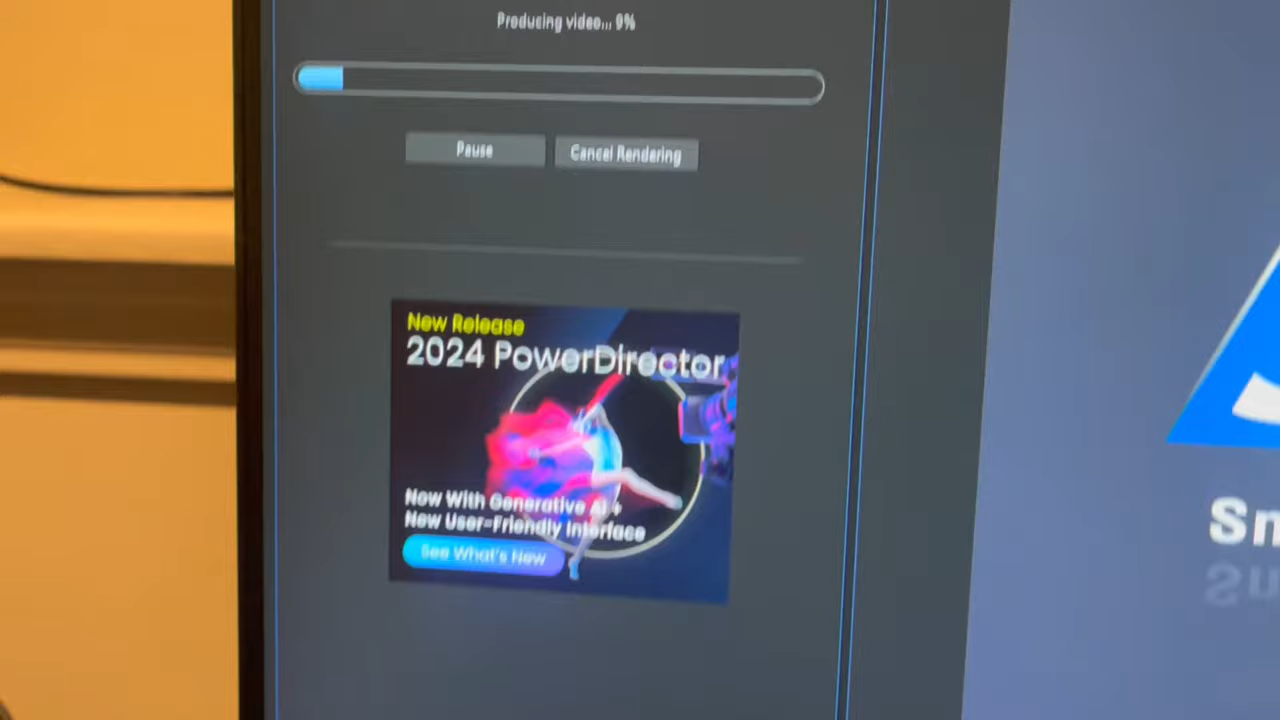 Producing video... 9%
Pause
Cancel Rendering
New Release
2024 PowerDirector
Now With Generative AI +
New User-Friendly Interface
See What's New